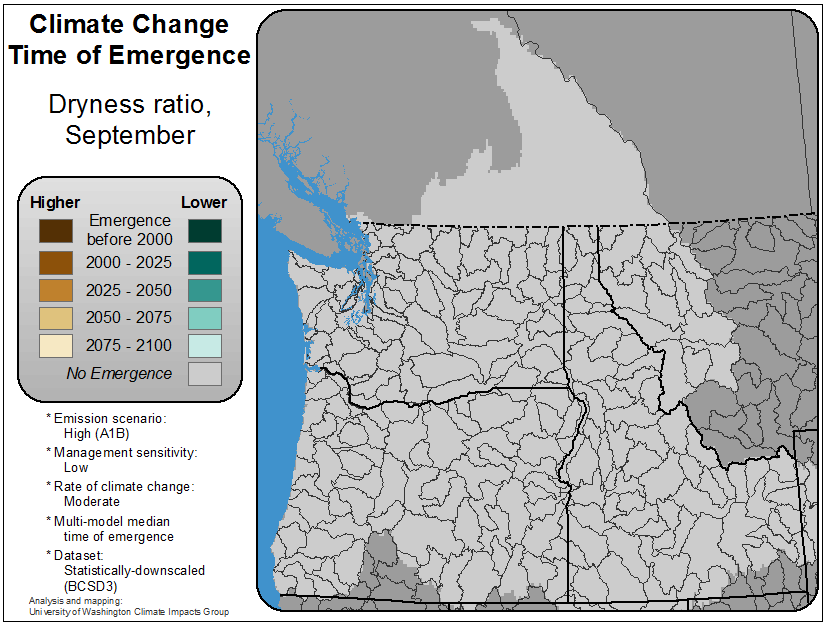 Climate Change
Time of Emergence
Dryness ratio,
September
Higher
Lower
Emergence
before 2000
2000 - 2025
2025 - 2050
2050 - 2075
2075 - 2100
No Emergence
* Emission scenario:
High (A1B)
* Management sensitivity:
Low
* Rate of climate change:
Moderate
* Multi-model median
time of emergence
* Dataset:
Statistically-downscaled
(BCSD3)
Analysis and mapping:
University of Washington Climate Impacts Group